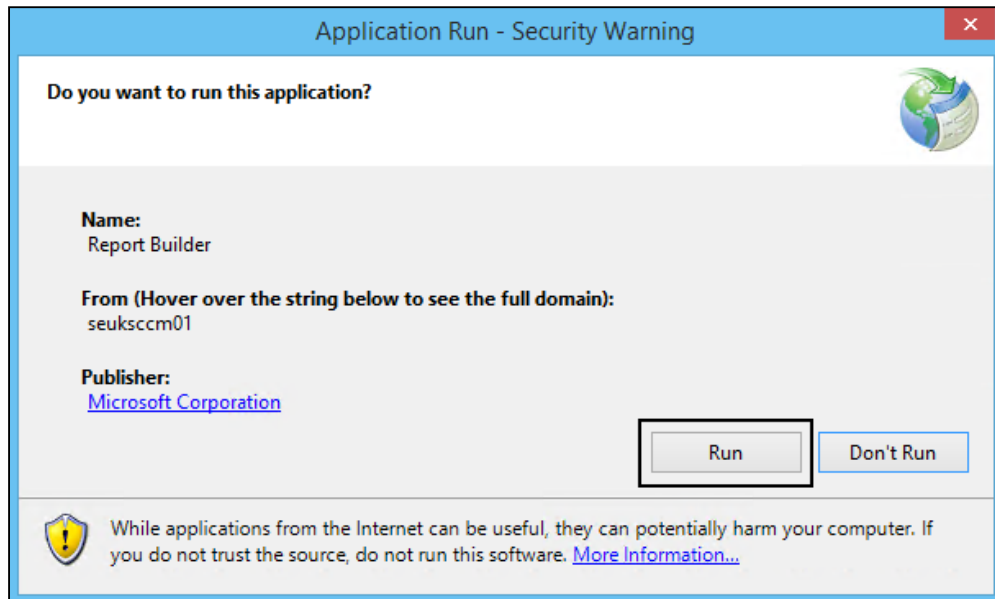 Application Run - Security Warning
Do you want to run this application?
Name:
Report Builder
From (Hover over the string below to see the full domain):
seuksccm01
Publisher:
Microsoft Corporation
Run
Don't Run
While applications from the Internet can be useful, they can potentially harm your computer. If
you do not trust the source, do not run this software. More Information...